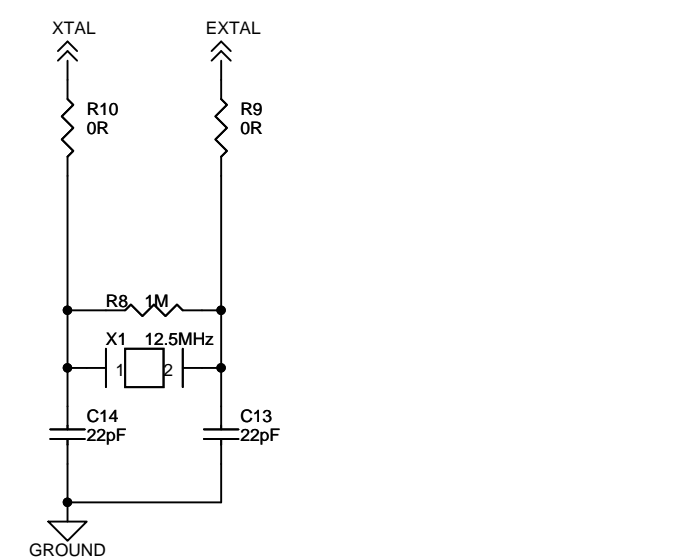 XTAL EXTAL
R10 R9
0R 0R
R8 1M
X1 12.5MHz
1 2
C14 C13
22pF 22pF
GROUND